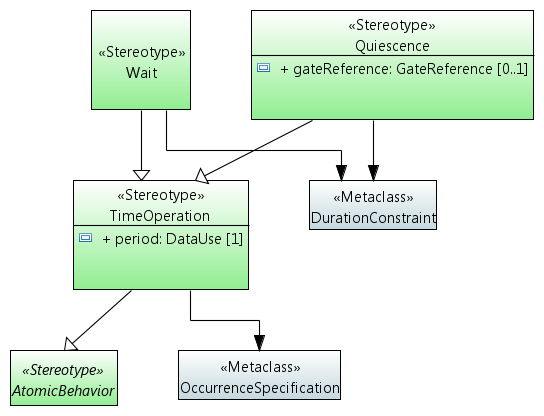 «Stereotype»
Wait
«Stereotype»
Quiescence
+ gateReference: GateReference [0..1]
«Stereotype»
TimeOperation
+ period: DataUse [1]
«Metaclass»
DurationConstraint
«Stereotype»
AtomicBehavior
«Metaclass»
OccurrenceSpecification